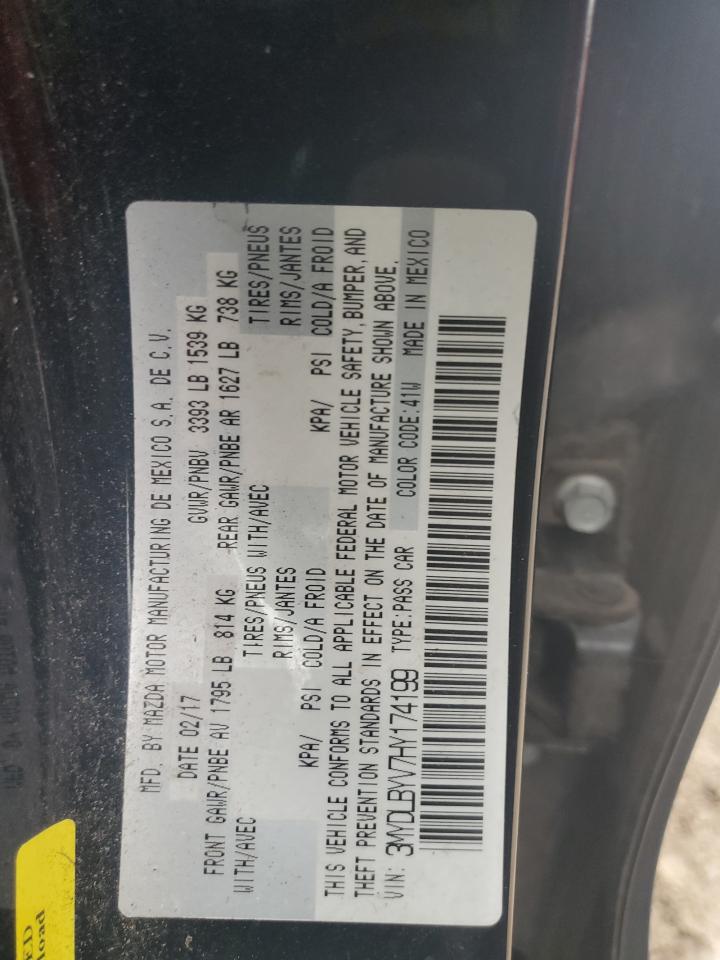 MFD. BY MAZDA MOTOR MANUFACTURING DE MEXICO S.A. DE C.V.
DATE 02/17 GVWR/PNBV 3393 LB 1539 KG
FRONT GAWR/PNBE AV 1795 LB 814 KG REAR GAWR/PNBE AR 1627 LB 738 KG
WITH/AVEC TIRES/PNEUS WITH/AVEC TIRES/PNEUS
RIMS/JANTES RIMS/JANTES
KPA/ PSI COLD/A FROID KPA/ PSI COLD/A FROID
THIS VEHICLE CONFORMS TO ALL APPLICABLE FEDERAL MOTOR VEHICLE SAFETY, BUMPER, AND
THEFT PREVENTION STANDARDS IN EFFECT ON THE DATE OF MANUFACTURE SHOWN ABOVE.
VIN: 3MYDLBYV7HY174199 TYPE:PASS CAR COLOR CODE:41W MADE IN MEXICO
ED
load